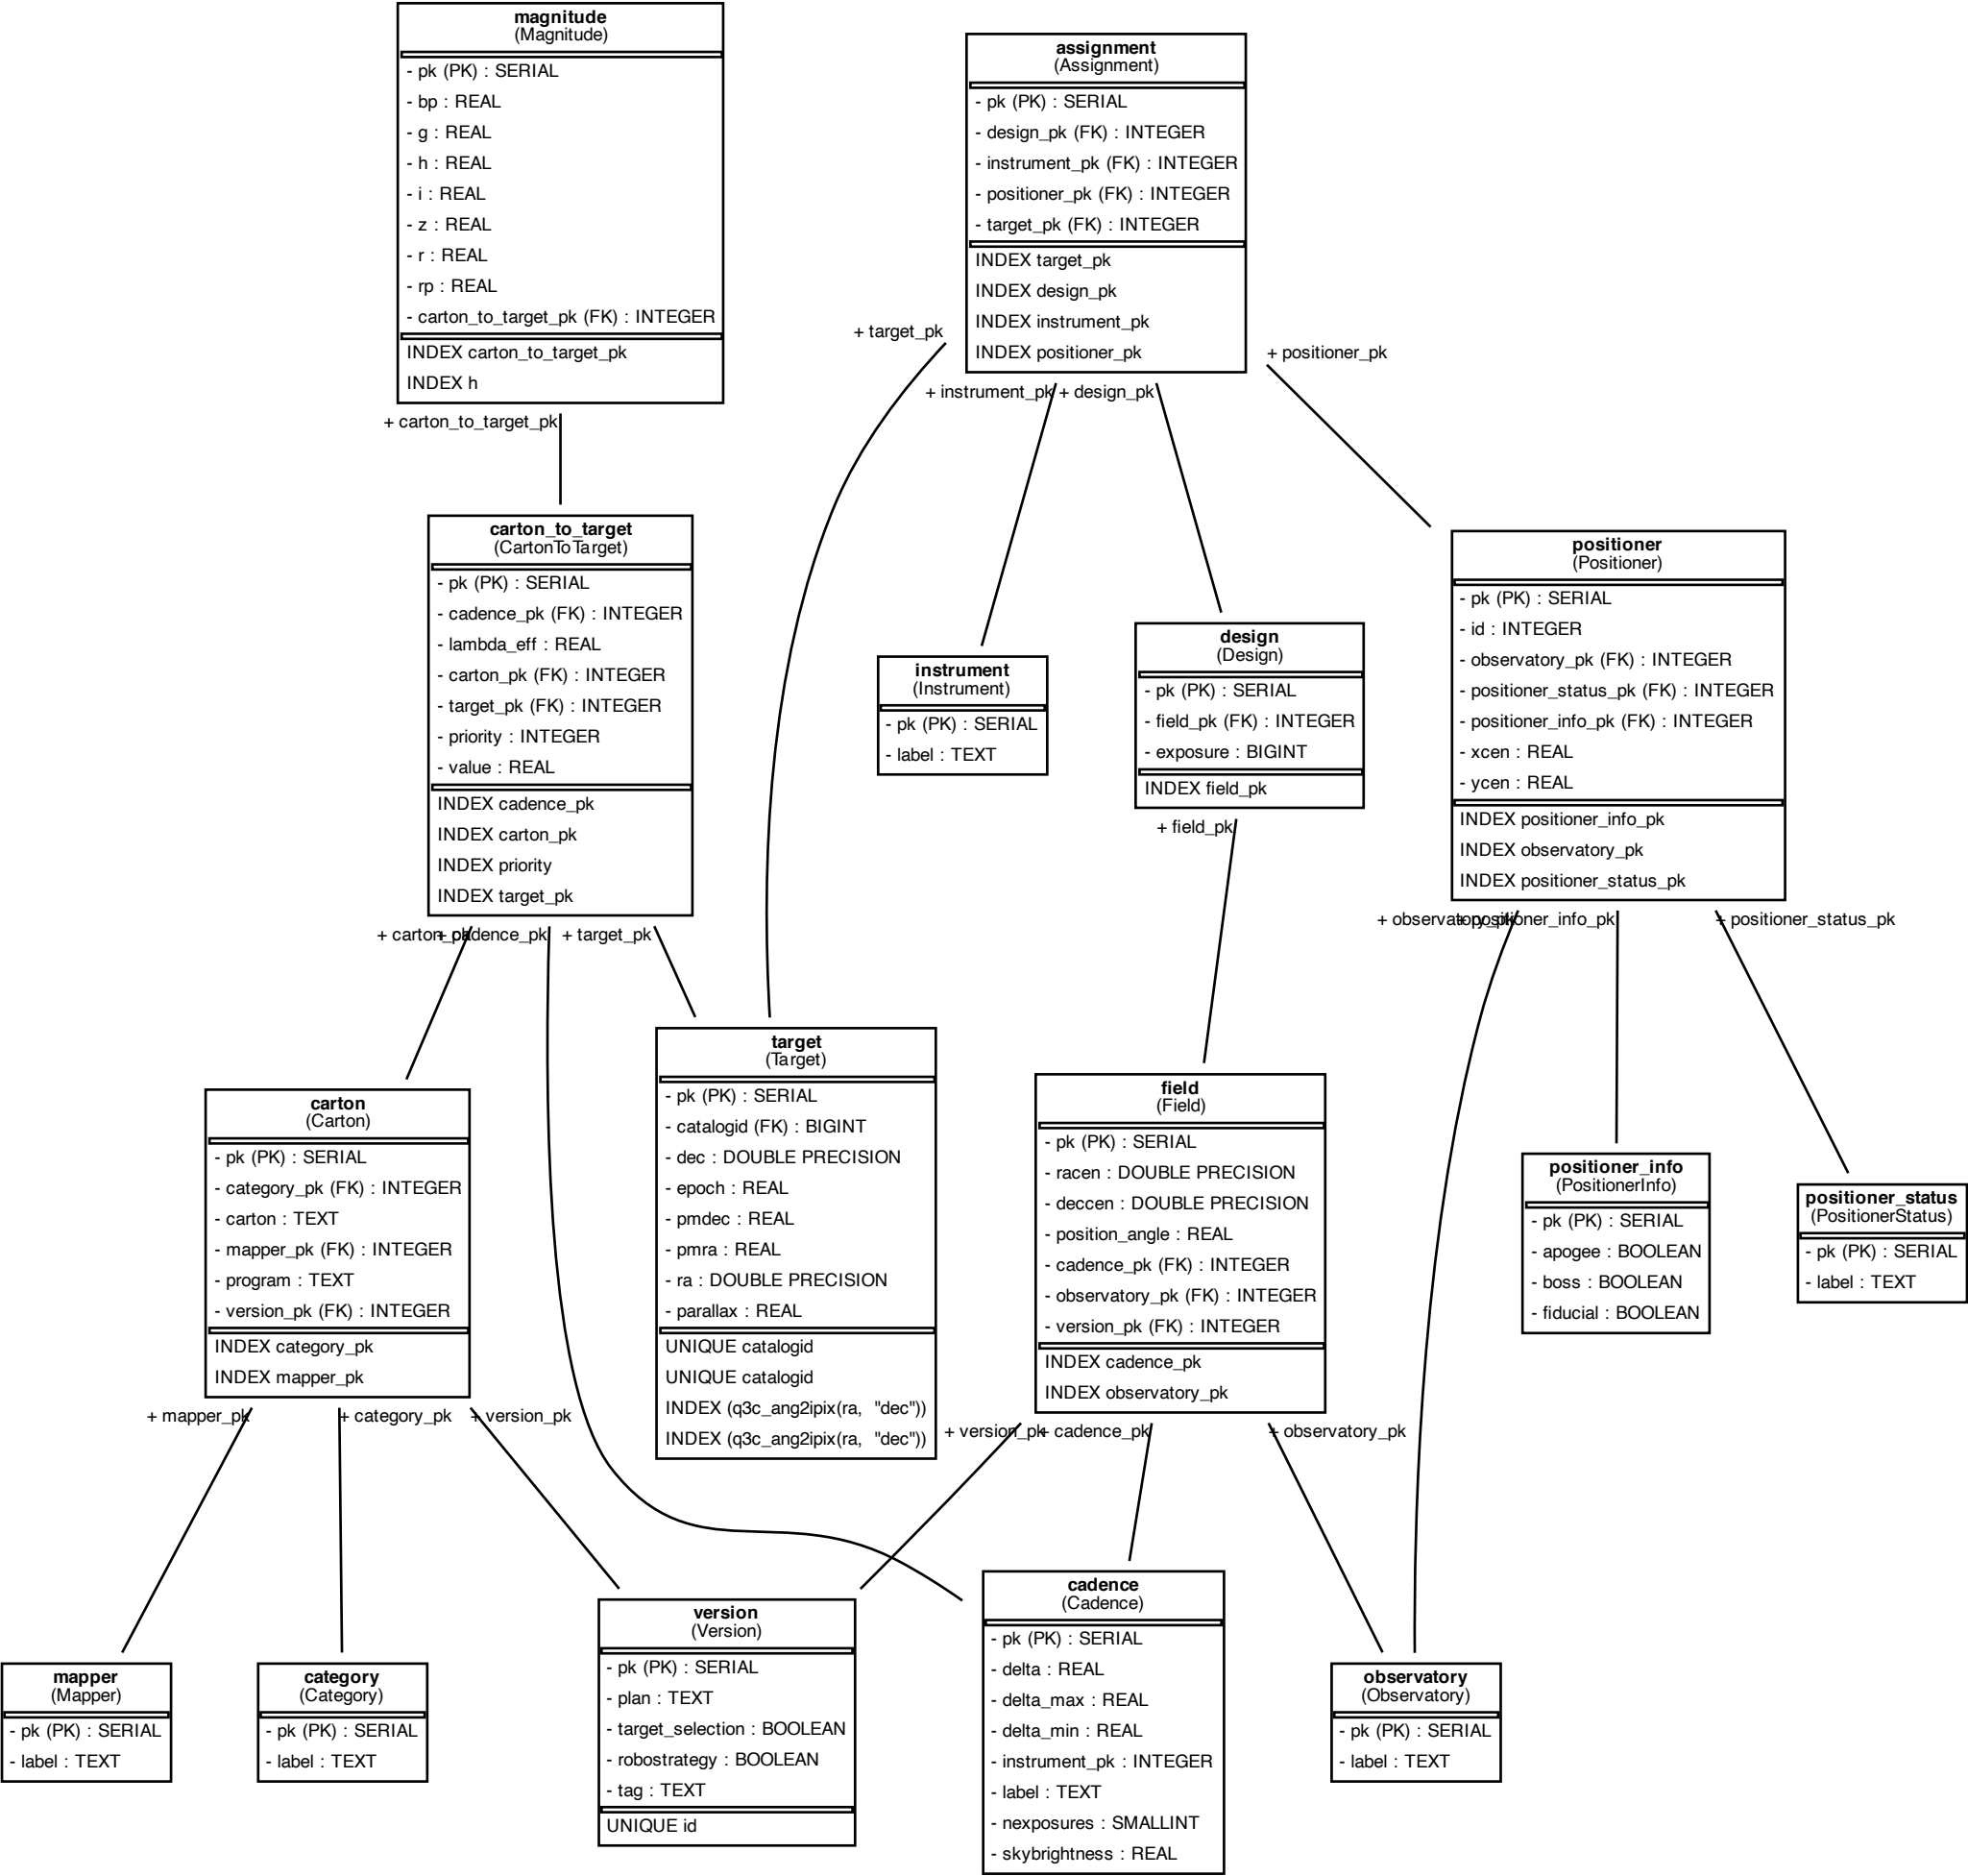 magnitude
(Magnitude)
- pk (PK) : SERIAL
- bp : REAL
- g : REAL
- h : REAL
- i : REAL
- z : REAL
- r : REAL
- rp : REAL
- carton_to_target_pk (FK) : INTEGER
INDEX carton_to_target_pk
INDEX h
+ carton_to_target_pk
assignment
(Assignment)
- pk (PK) : SERIAL
- design_pk (FK) : INTEGER
- instrument_pk (FK) : INTEGER
- positioner_pk (FK) : INTEGER
- target_pk (FK) : INTEGER
INDEX target_pk
INDEX design_pk
INDEX instrument_pk
INDEX positioner_pk
+ target_pk
+ instrument_pk
+ design_pk
+ positioner_pk
carton_to_target
(CartonToTarget)
- pk (PK) : SERIAL
- cadence_pk (FK) : INTEGER
- lambda_eff : REAL
- carton_pk (FK) : INTEGER
- target_pk (FK) : INTEGER
- priority : INTEGER
- value : REAL
INDEX cadence_pk
INDEX carton_pk
INDEX priority
INDEX target_pk
+ carton_pk
+ cadence_pk
+ target_pk
instrument
(Instrument)
- pk (PK) : SERIAL
- label : TEXT
design
(Design)
- pk (PK) : SERIAL
- field_pk (FK) : INTEGER
- exposure : BIGINT
INDEX field_pk
+ field_pk
positioner
(Positioner)
- pk (PK) : SERIAL
- id : INTEGER
- observatory_pk (FK) : INTEGER
- positioner_status_pk (FK) : INTEGER
- positioner_info_pk (FK) : INTEGER
- xcen : REAL
- ycen : REAL
INDEX positioner_info_pk
INDEX observatory_pk
INDEX positioner_status_pk
+ observatory_pk
+ positioner_info_pk
+ positioner_status_pk
carton
(Carton)
- pk (PK) : SERIAL
- category_pk (FK) : INTEGER
- carton : TEXT
- mapper_pk (FK) : INTEGER
- program : TEXT
- version_pk (FK) : INTEGER
INDEX category_pk
INDEX mapper_pk
+ mapper_pk
+ category_pk
+ version_pk
target
(Target)
- pk (PK) : SERIAL
- catalogid (FK) : BIGINT
- dec : DOUBLE PRECISION
- epoch : REAL
- pmdec : REAL
- pmra : REAL
- ra : DOUBLE PRECISION
- parallax : REAL
UNIQUE catalogid
UNIQUE catalogid
INDEX (q3c_ang2ipix(ra, "dec"))
INDEX (q3c_ang2ipix(ra, "dec"))
field
(Field)
- pk (PK) : SERIAL
- racen : DOUBLE PRECISION
- deccen : DOUBLE PRECISION
- position_angle : REAL
- cadence_pk (FK) : INTEGER
- observatory_pk (FK) : INTEGER
- version_pk (FK) : INTEGER
INDEX cadence_pk
INDEX observatory_pk
+ version_pk
+ cadence_pk
+ observatory_pk
positioner_info
(PositionerInfo)
- pk (PK) : SERIAL
- apogee : BOOLEAN
- boss : BOOLEAN
- fiducial : BOOLEAN
positioner_status
(PositionerStatus)
- pk (PK) : SERIAL
- label : TEXT
mapper
(Mapper)
- pk (PK) : SERIAL
- label : TEXT
category
(Category)
- pk (PK) : SERIAL
- label : TEXT
version
(Version)
- pk (PK) : SERIAL
- plan : TEXT
- target_selection : BOOLEAN
- robostrategy : BOOLEAN
- tag : TEXT
UNIQUE id
cadence
(Cadence)
- pk (PK) : SERIAL
- delta : REAL
- delta_max : REAL
- delta_min : REAL
- instrument_pk : INTEGER
- label : TEXT
- nexposures : SMALLINT
- skybrightness : REAL
observatory
(Observatory)
- pk (PK) : SERIAL
- label : TEXT